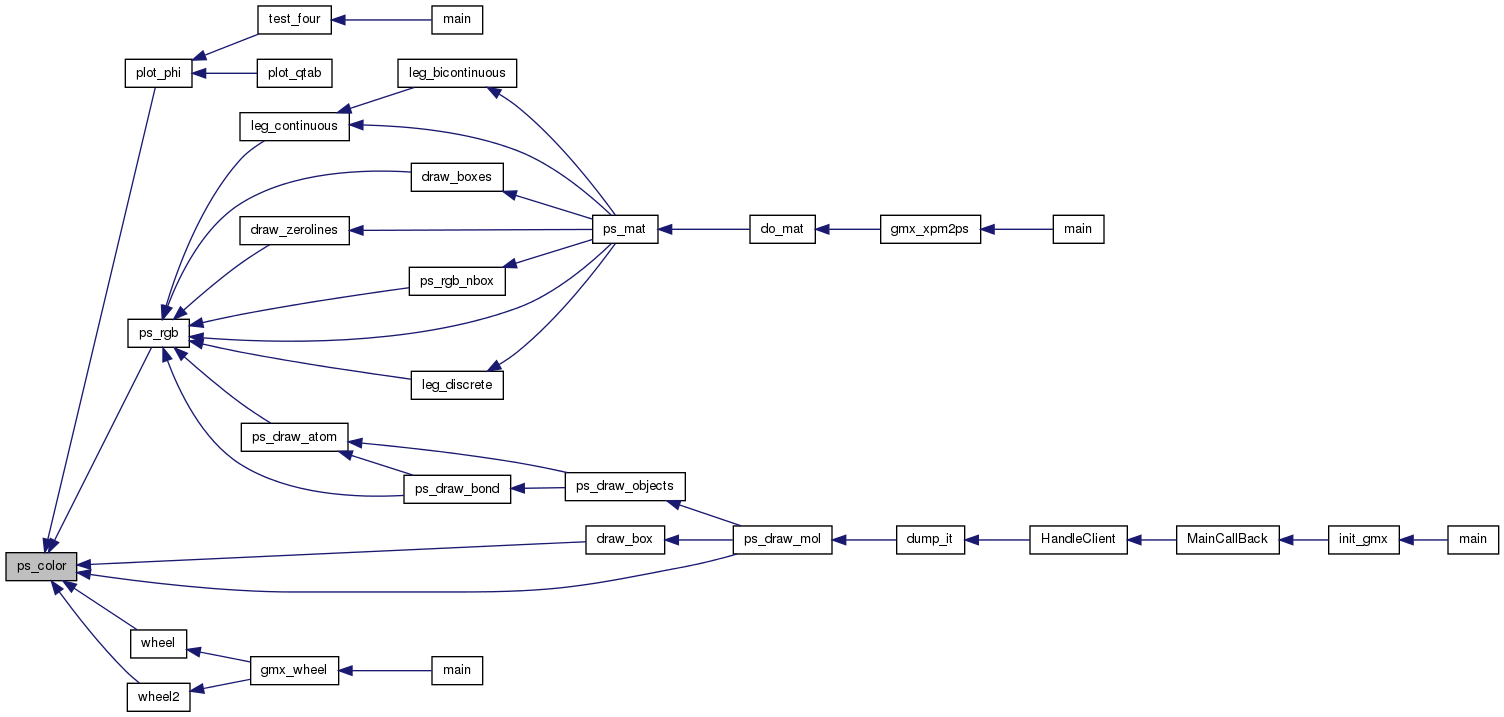 test_four
main
plot_phi
plot_qtab
leg_bicontinuous
leg_continuous
draw_boxes
draw_zerolines
ps_mat
do_mat
gmx_xpm2ps
main
ps_rgb_nbox
ps_rgb
leg_discrete
ps_draw_atom
ps_draw_bond
ps_draw_objects
draw_box
ps_draw_mol
dump_it
HandleClient
MainCallBack
init_gmx
main
ps_color
wheel
gmx_wheel
main
wheel2